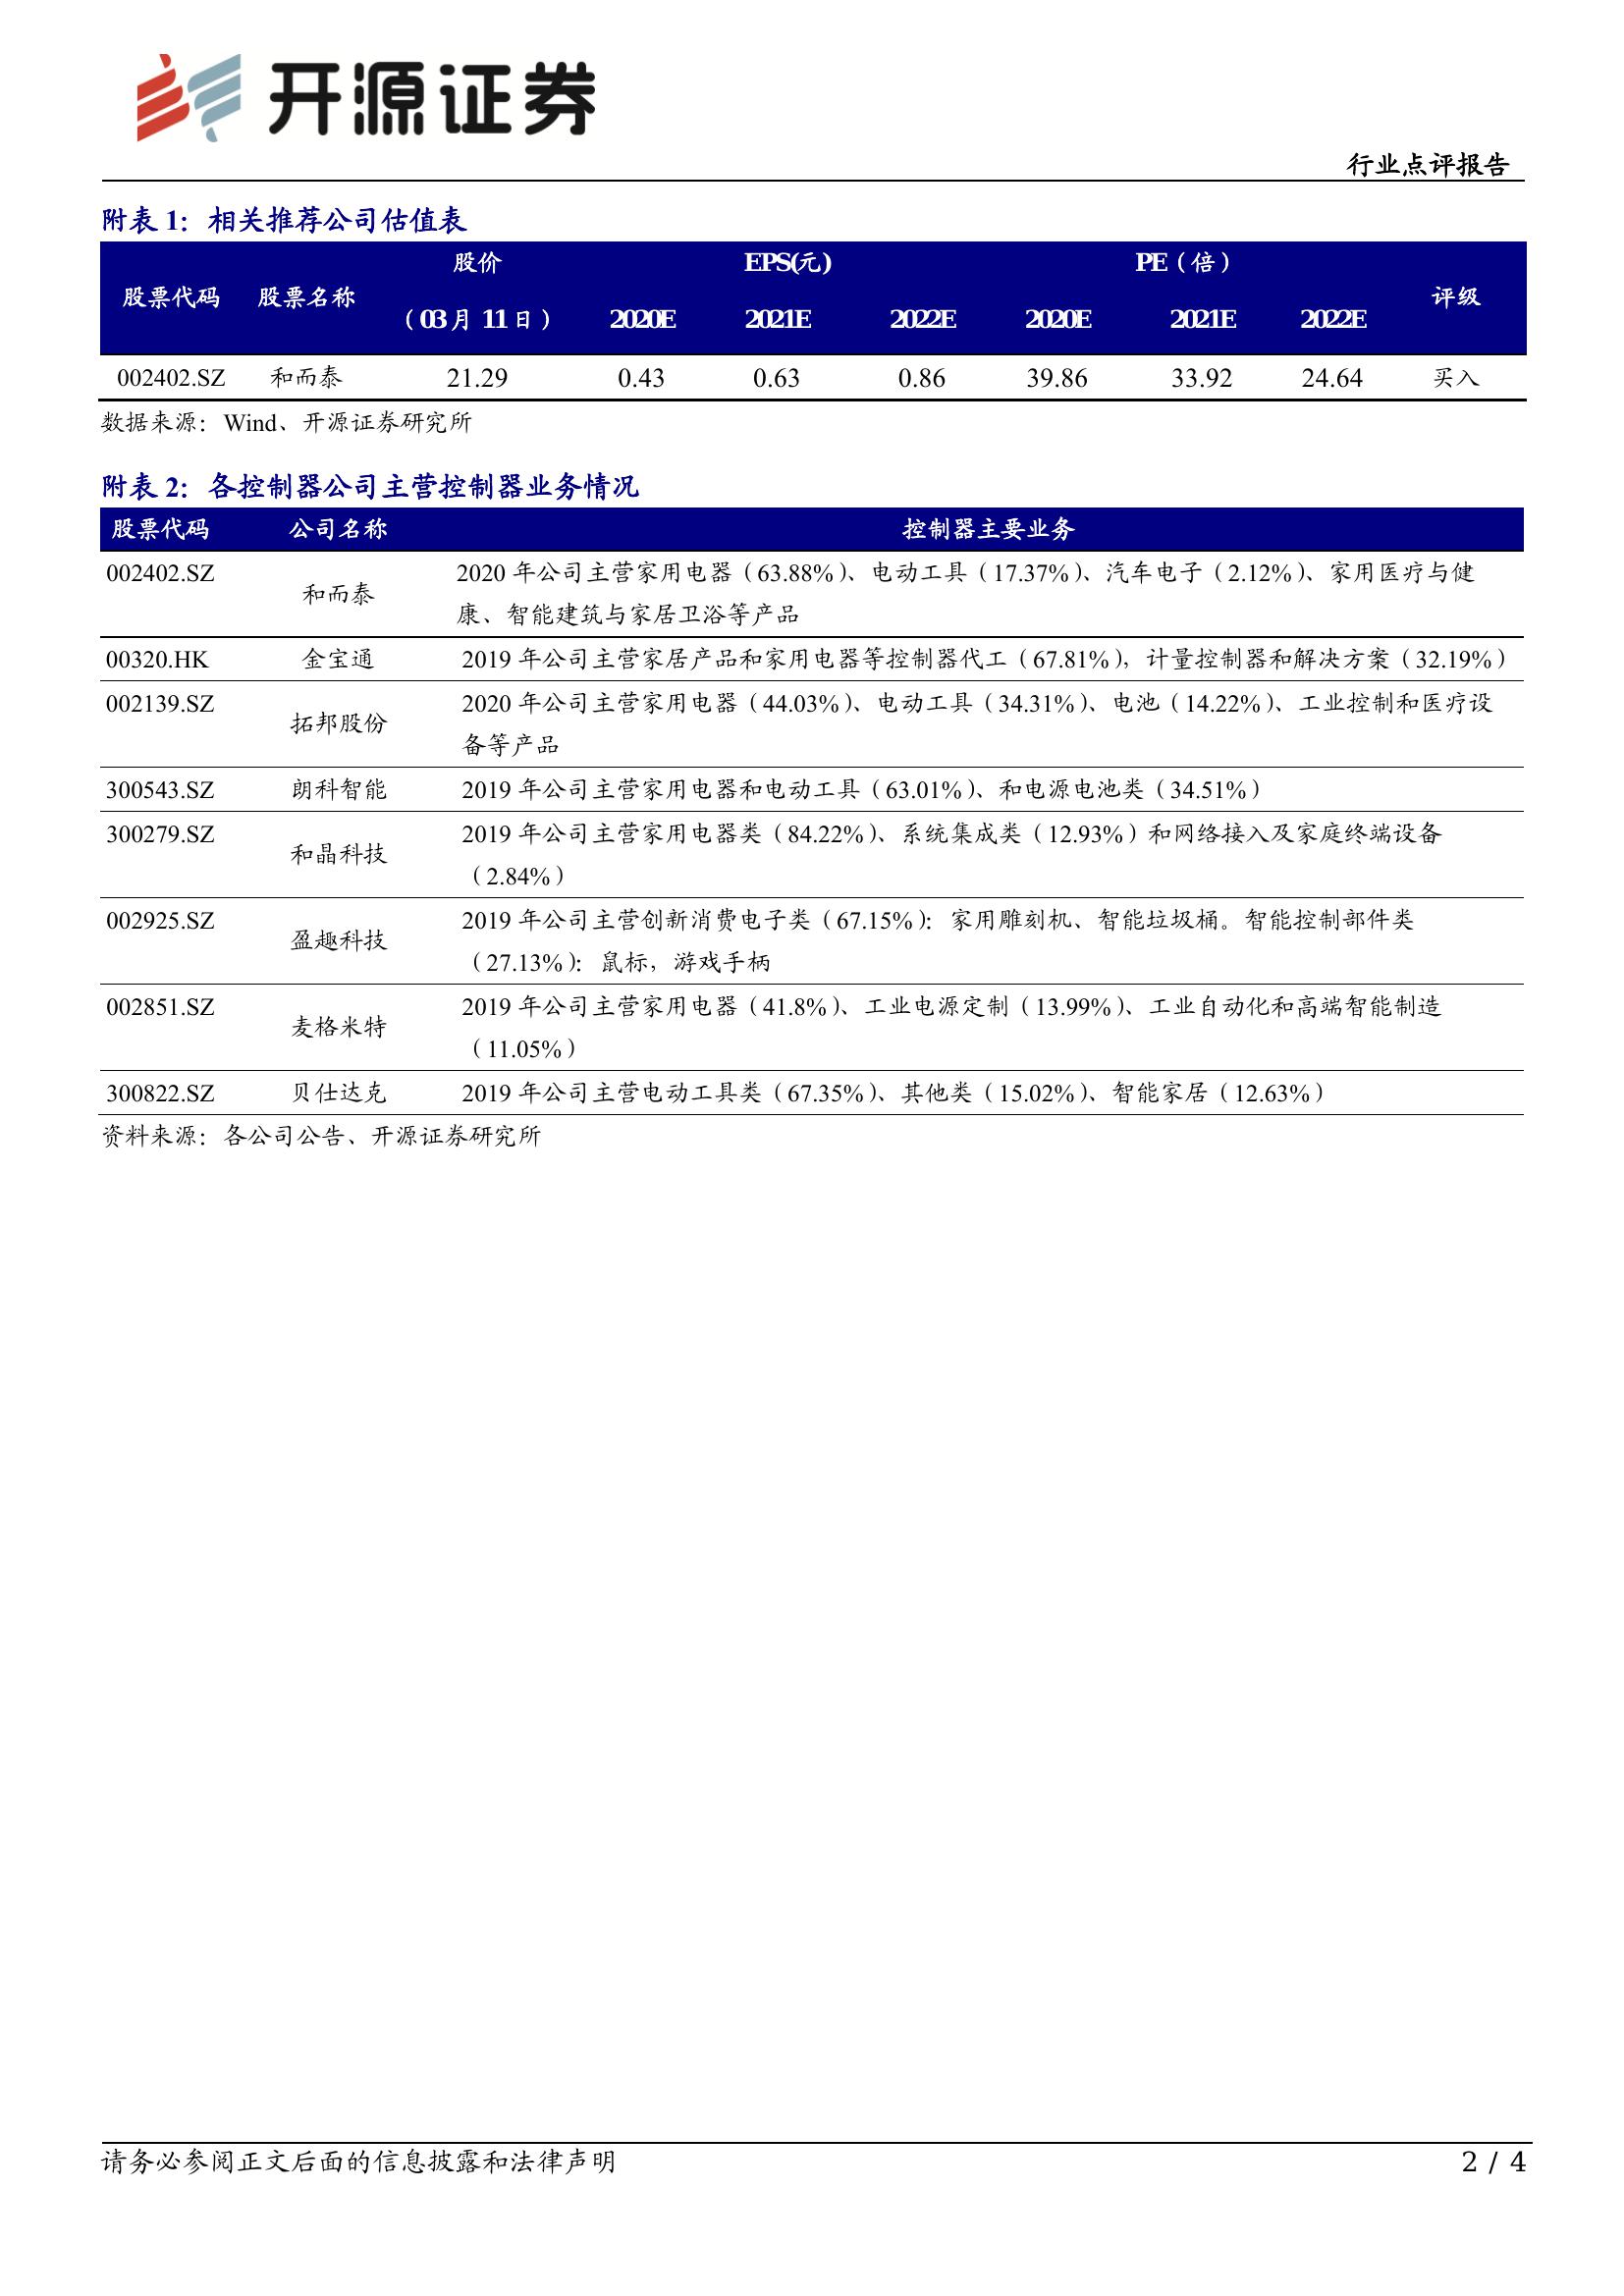 开源证券
行业点评报告
附表 1：相关推荐公司估值表
股票代码 股票名称 股价 EPS(元) PE（倍） 评级
（03 月 11 日） 2020E 2021E 2022E 2020E 2021E 2022E
002402.SZ 和而泰 21.29 0.43 0.63 0.86 39.86 33.92 24.64 买入
数据来源：Wind、开源证券研究所
附表 2：各控制器公司主营控制器业务情况
股票代码 公司名称 控制器主要业务
002402.SZ 和而泰 2020 年公司主营家用电器（63.88%）、电动工具（17.37%）、汽车电子（2.12%）、家用医疗与健
康、智能建筑与家居卫浴等产品
00320.HK 金宝通 2019 年公司主营家居产品和家用电器等控制器代工（67.81%），计量控制器和解决方案（32.19%）
002139.SZ 拓邦股份 2020 年公司主营家用电器（44.03%）、电动工具（34.31%）、电池（14.22%）、工业控制和医疗设
备等产品
300543.SZ 朗科智能 2019 年公司主营家用电器和电动工具（63.01%）、和电源电池类（34.51%）
300279.SZ 和晶科技 2019 年公司主营家用电器类（84.22%）、系统集成类（12.93%）和网络接入及家庭终端设备
（2.84%）
002925.SZ 盈趣科技 2019 年公司主营创新消费电子类（67.15%）：家用雕刻机、智能垃圾桶。智能控制部件类
（27.13%）：鼠标，游戏手柄
002851.SZ 麦格米特 2019 年公司主营家用电器（41.8%）、工业电源定制（13.99%）、工业自动化和高端智能制造
（11.05%）
300822.SZ 贝仕达克 2019 年公司主营电动工具类（67.35%）、其他类（15.02%）、智能家居（12.63%）
资料来源：各公司公告、开源证券研究所
请务必参阅正文后面的信息披露和法律声明 2 / 4